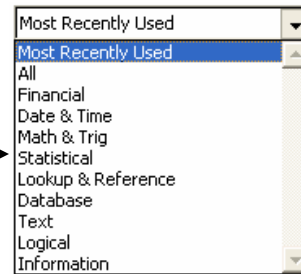 Most Recently Used
Most Recently Used
All
Financial
Date & Time
Math & Trig
Statistical
Lookup & Reference
Database
Text
Logical
Information